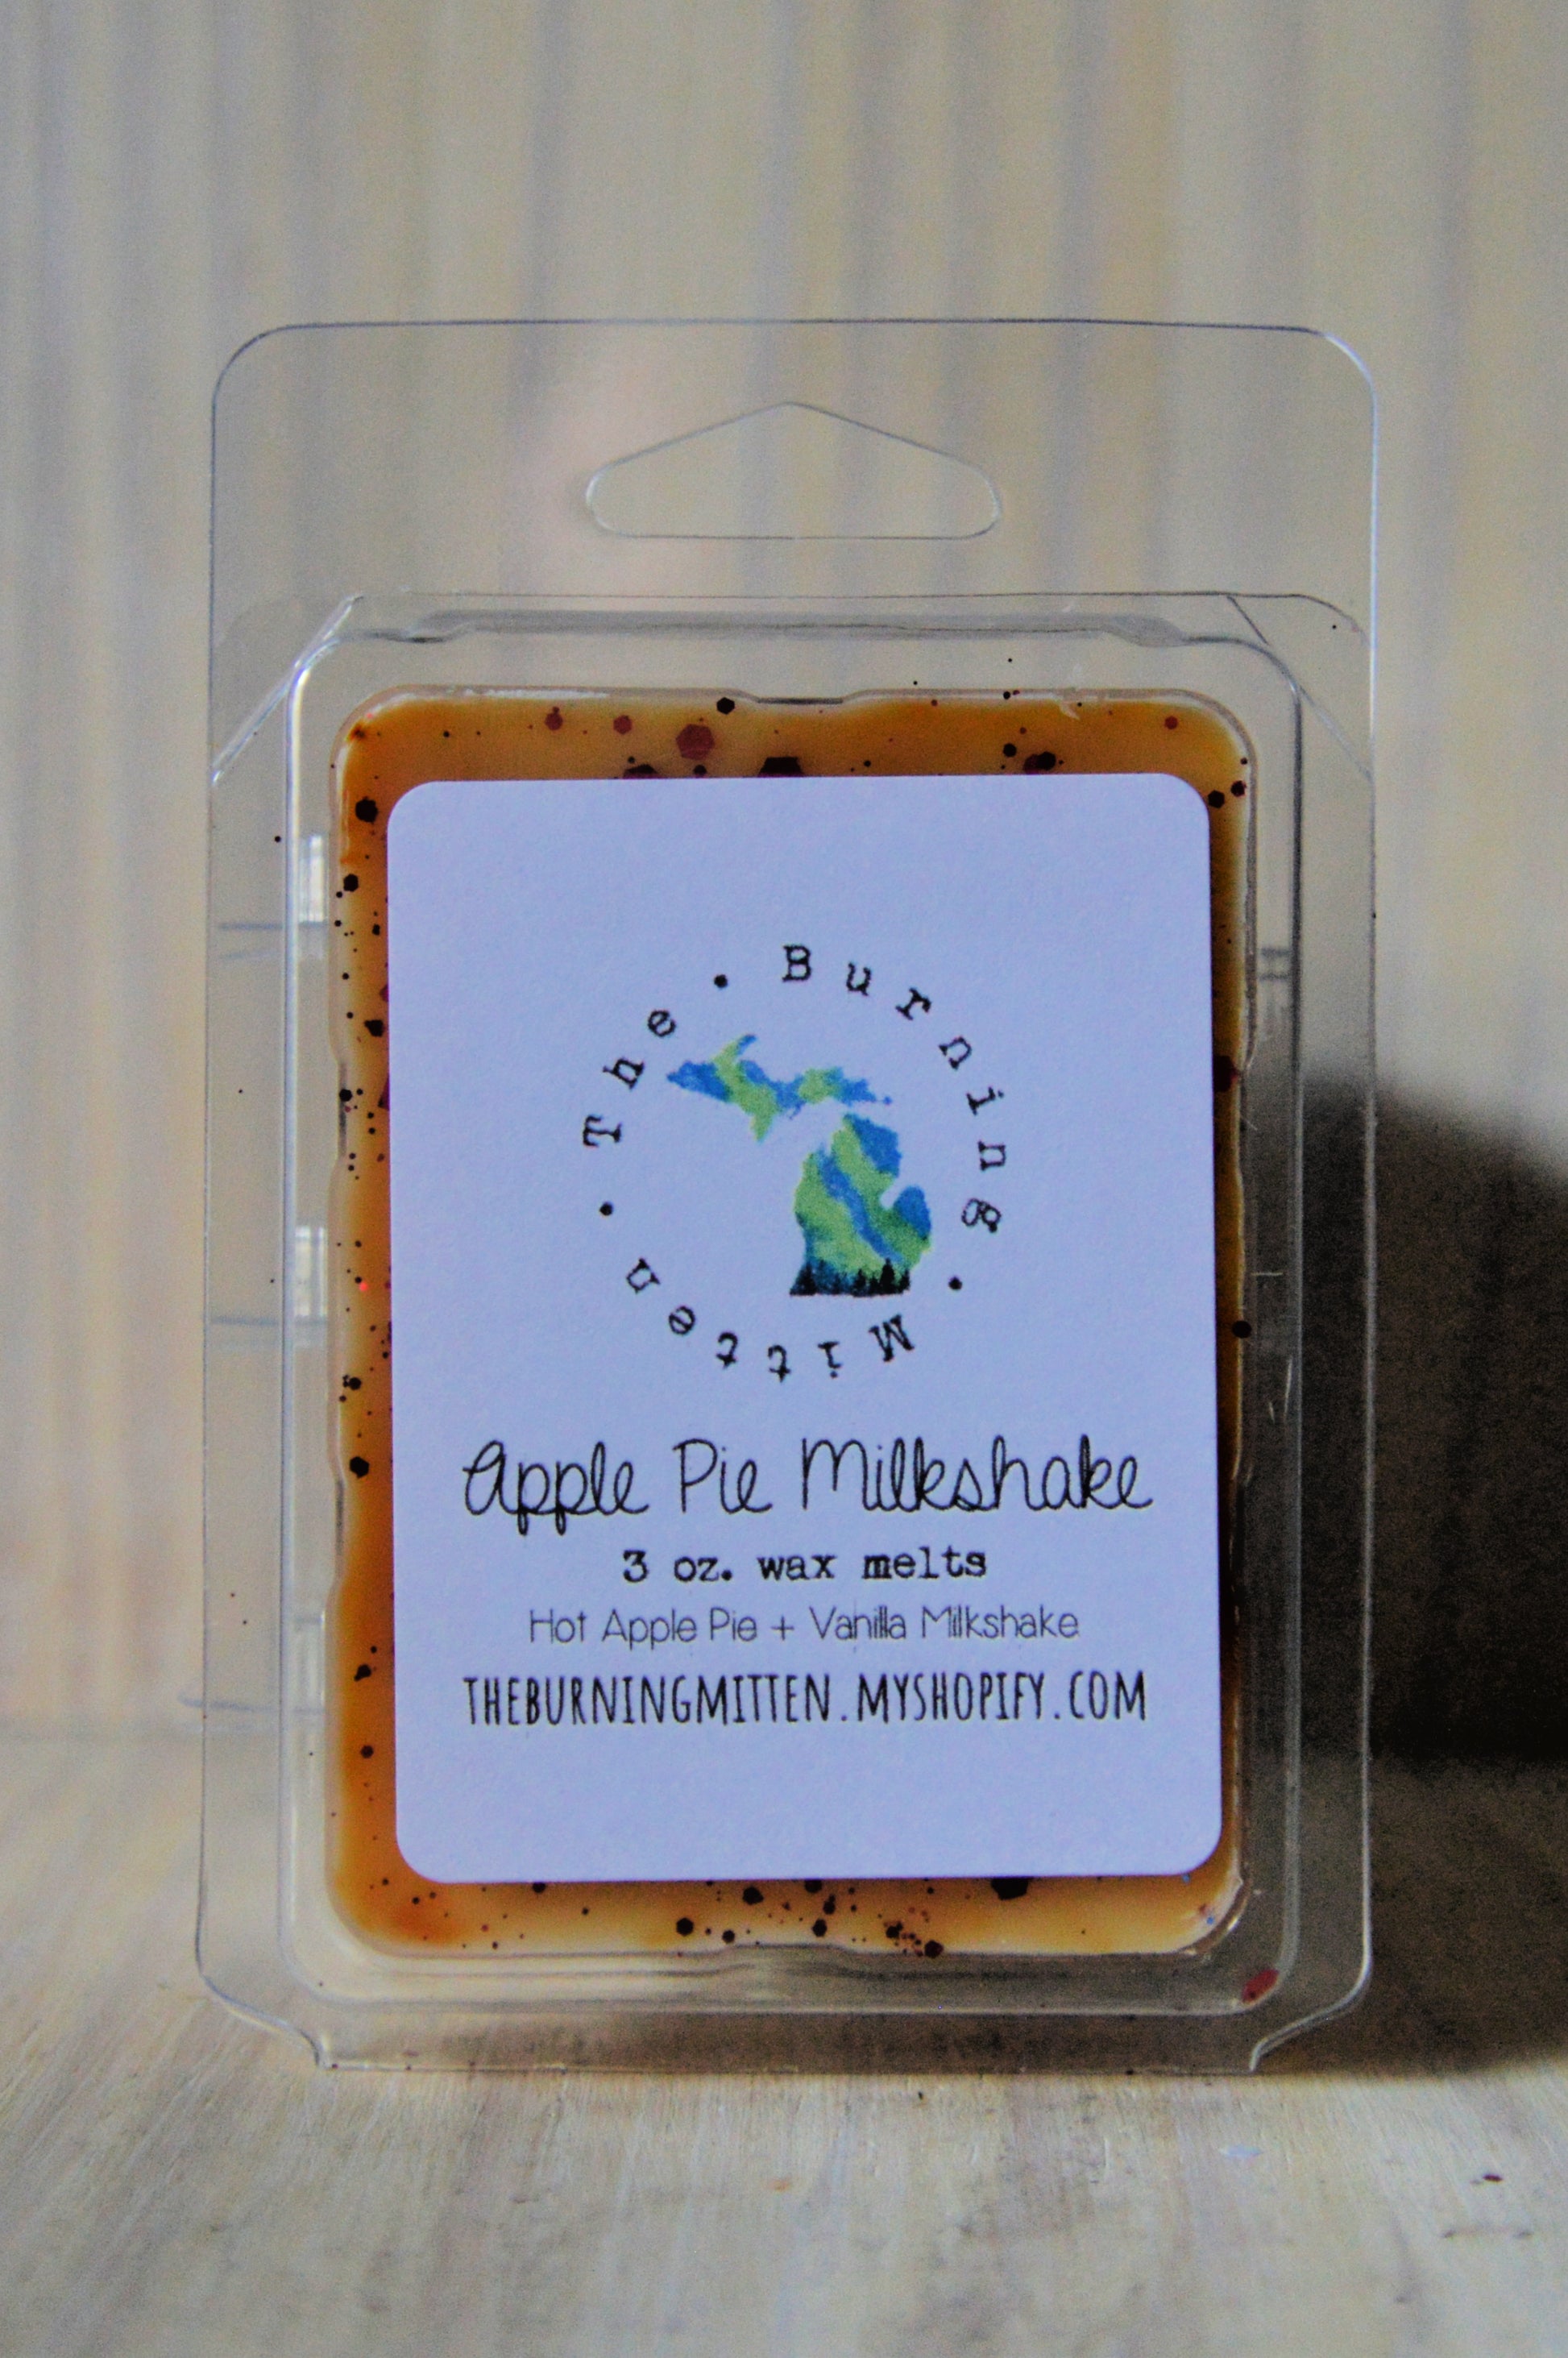 The • Burning • Mitten •
Apple Pie Milkshake
3 oz. wax melts
Hot Apple Pie + Vanilla Milkshake
THEBURNINGMITTEN.MYSHOPIFY.COM